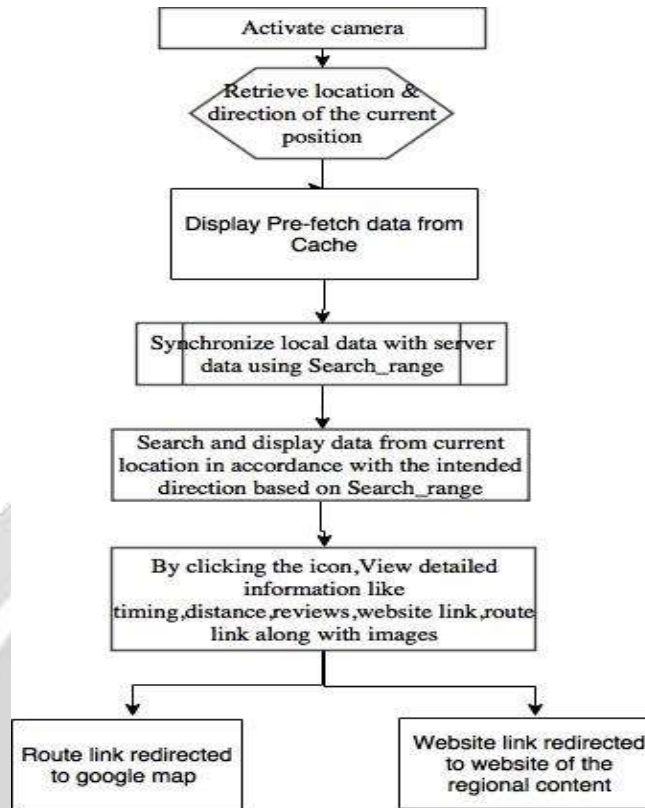 Activate camera
Retrieve location &
direction of the current
position
Display Pre-fetch data from
Cache
Synchronize local data with server
data using Search_range
Search and display data from current
location in accordance with the intended
direction based on Search_range
By clicking the icon,View detailed
information like
timing,distance,reviews,website link,route
link along with images
Route link redirected
to google map
Website link redirected
to website of the
regional content